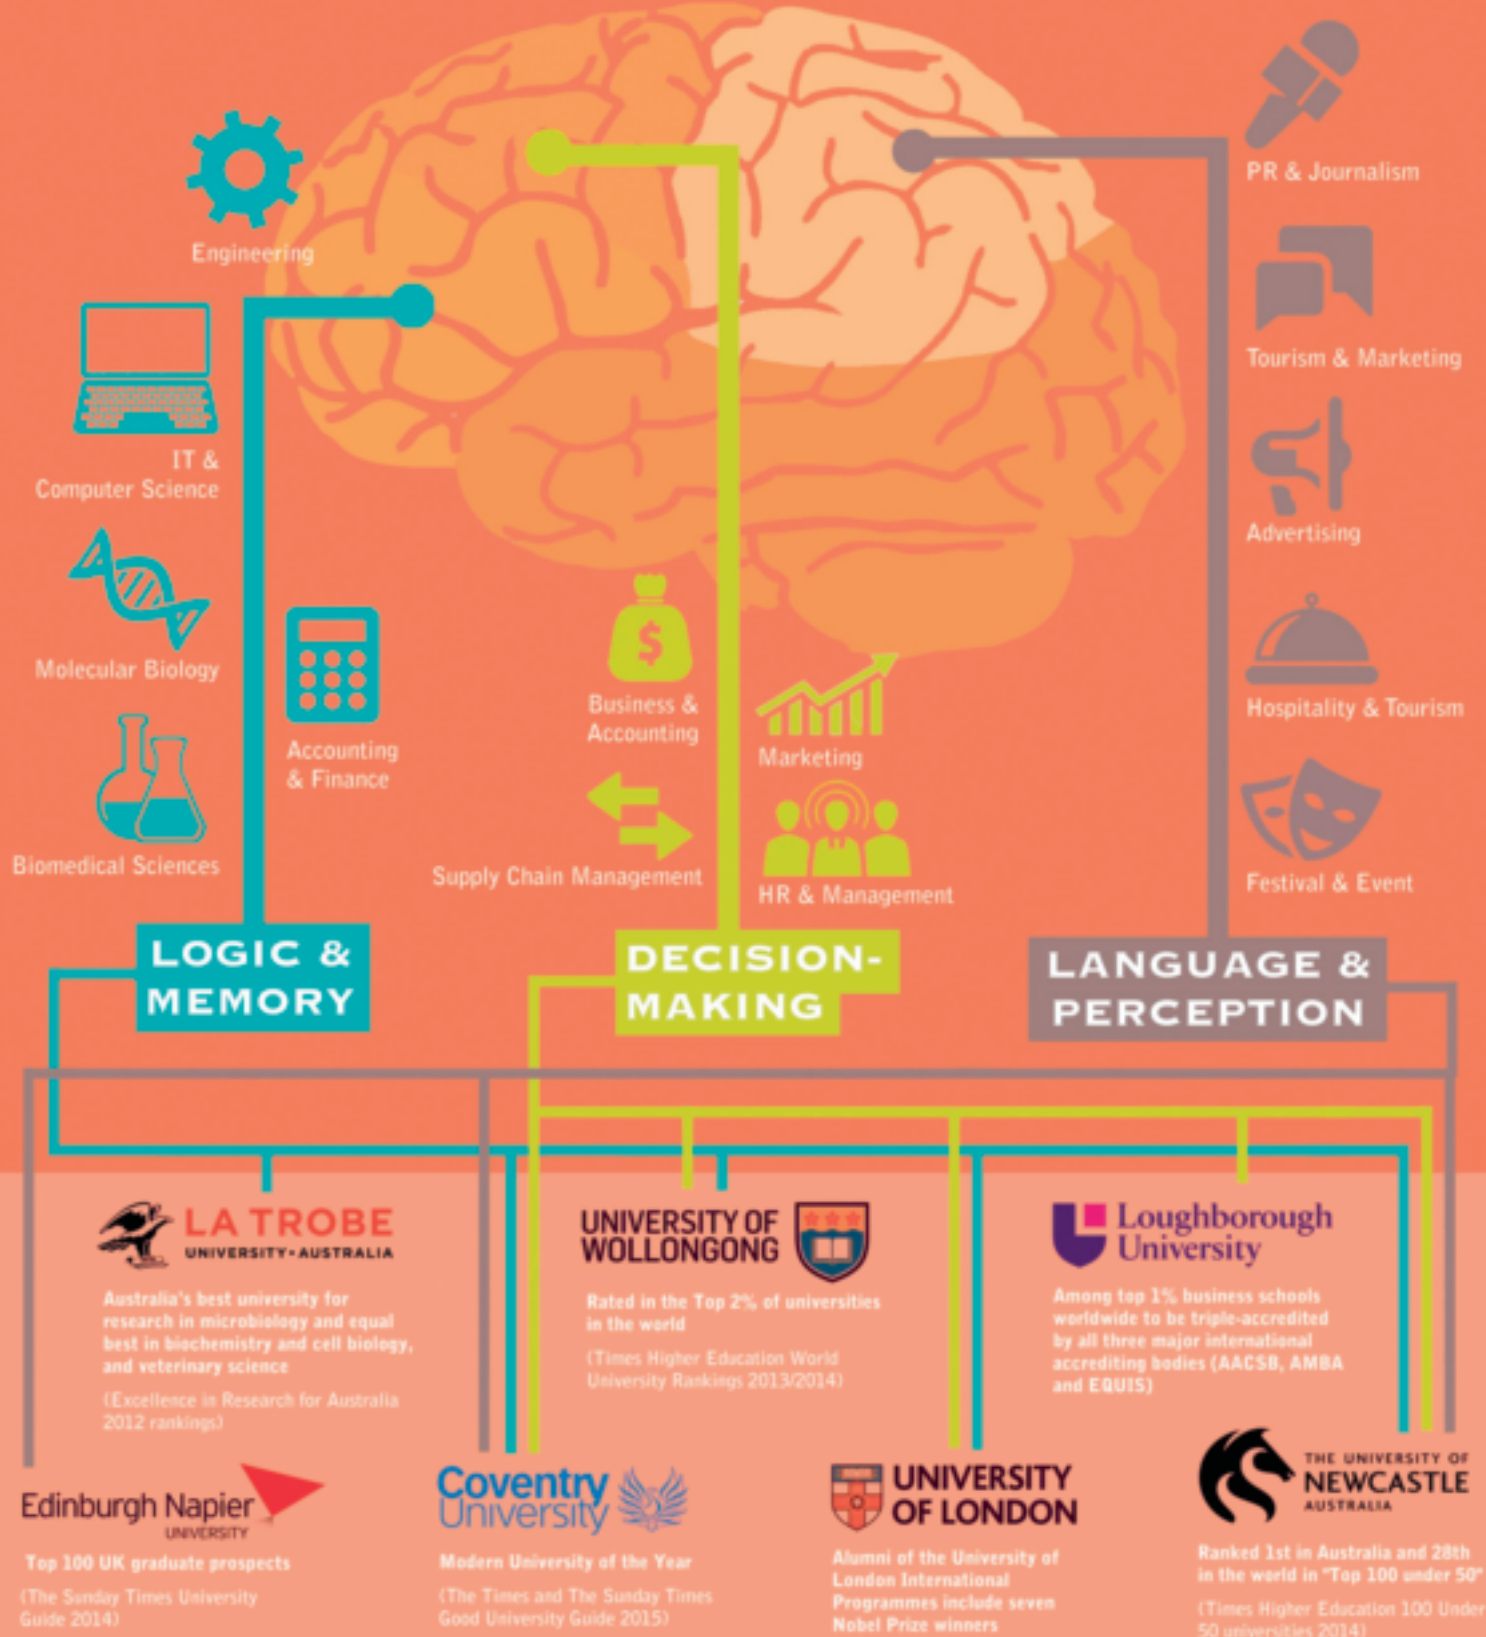 PR & Journalism
Engineering
Tourism & Marketing
IT &
Computer Science
Advertising
Molecular Biology
Accounting
& Finance
Biomedical Sciences
$
Business &
Accounting
Marketing
Supply Chain Management
HR & Management
Hospitality & Tourism
Festival & Event
LOGIC &
MEMORY
DECISION-
MAKING
LANGUAGE &
PERCEPTION
LA TROBE
UNIVERSITY • AUSTRALIA
Australia's best university for
research in microbiology and equal
best in biochemistry and cell biology,
and veterinary science
(Excellence in Research for Australia
2012 rankings)
UNIVERSITY OF
WOLLONGONG
Rated in the Top 2% of universities
in the world
(Times Higher Education World
University Rankings 2013/2014)
Loughborough
University
Among top 1% business schools
worldwide to be triple-accredited
by all three major international
accrediting bodies (AACSB, AMBA
and EQUIS)
Edinburgh Napier
UNIVERSITY
Top 100 UK graduate prospects
(The Sunday Times University
Guide 2014)
Coventry
University
Modern University of the Year
(The Times and The Sunday Times
Good University Guide 2015)
UNIVERSITY
OF LONDON
Alumni of the University of
London International
Programmes include seven
Nobel Prize winners
THE UNIVERSITY OF
NEWCASTLE
AUSTRALIA
Ranked 1st in Australia and 28th
in the world in "Top 100 under 50"
(Times Higher Education 100 Under
50 universities 2014)